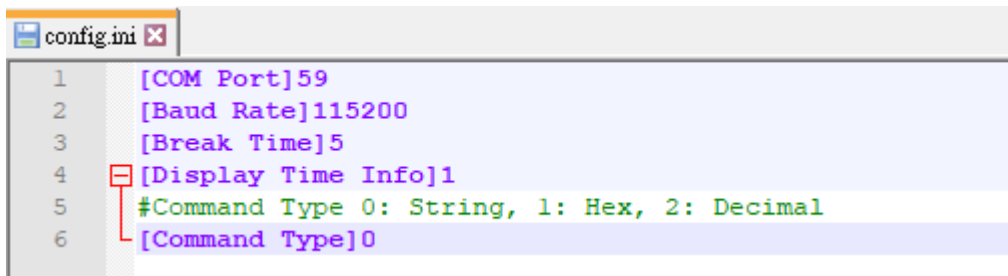 config.ini
1 [COM Port]59
2 [Baud Rate]115200
3 [Break Time]5
4 [Display Time Info]1
5 #Command Type 0: String, 1: Hex, 2: Decimal
6 [Command Type]0